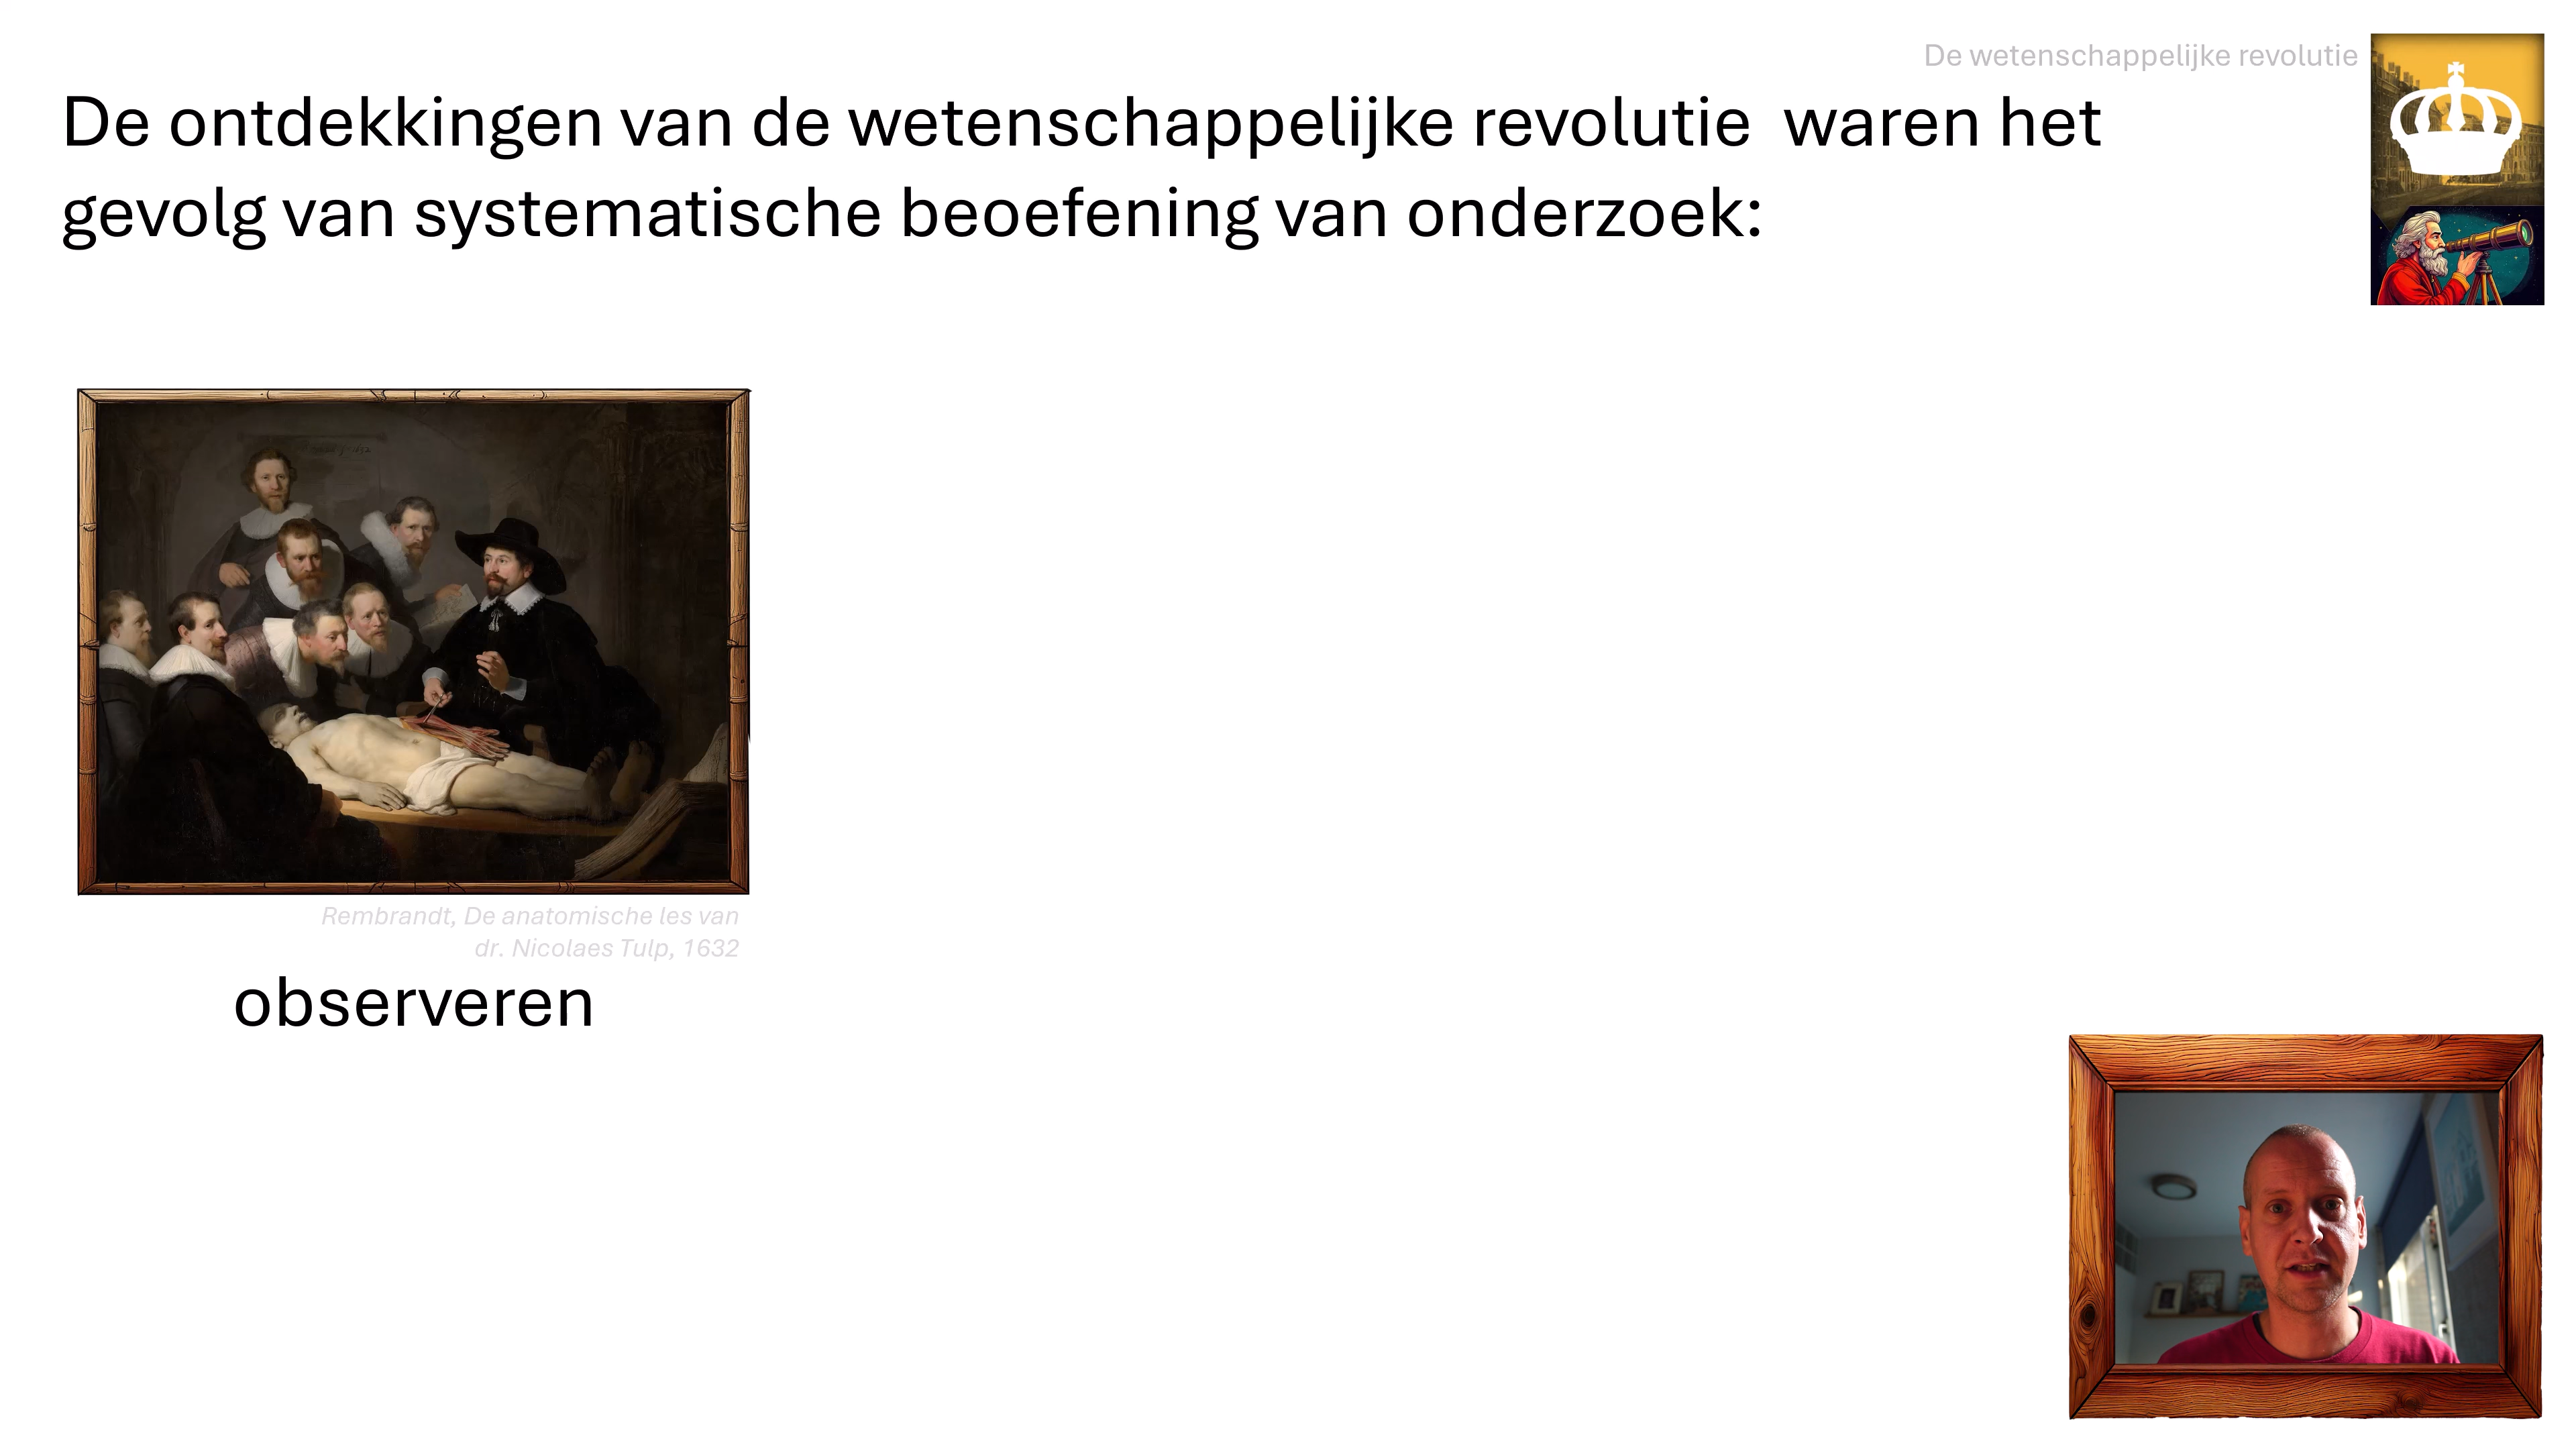 De wetenschappelijke revolutie
De ontdekkingen van de wetenschappelijke revolutie  waren het
gevolg van systematische beoefening van onderzoek:
Rembrandt, De anatomische les van
dr. Nicolaes Tulp, 1632
observeren